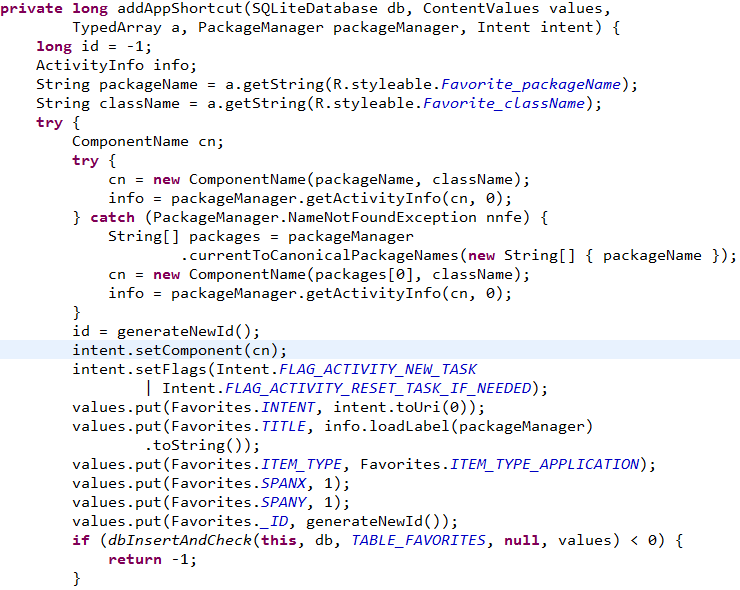 private long addAppShortcut(SQLiteDatabase db, ContentValues values,
        TypedArray a, PackageManager packageManager, Intent intent) {
    long id = -1;
    ActivityInfo info;
    String packageName = a.getString(R.styleable.Favorite_packageName);
    String className = a.getString(R.styleable.Favorite_className);
    try {
        ComponentName cn;
        try {
            cn = new ComponentName(packageName, className);
            info = packageManager.getActivityInfo(cn, 0);
        } catch (PackageManager.NameNotFoundException nnfe) {
            String[] packages = packageManager
                    .currentToCanonicalPackageNames(new String[] { packageName });
            cn = new ComponentName(packages[0], className);
            info = packageManager.getActivityInfo(cn, 0);
        }
        id = generateNewId();
        intent.setComponent(cn);
        intent.setFlags(Intent.FLAG_ACTIVITY_NEW_TASK
                | Intent.FLAG_ACTIVITY_RESET_TASK_IF_NEEDED);
        values.put(Favorites.INTENT, intent.toUri(0));
        values.put(Favorites.TITLE, info.loadLabel(packageManager)
                .toString());
        values.put(Favorites.ITEM_TYPE, Favorites.ITEM_TYPE_APPLICATION);
        values.put(Favorites.SPANX, 1);
        values.put(Favorites.SPANY, 1);
        values.put(Favorites._ID, generateNewId());
        if (dbInsertAndCheck(this, db, TABLE_FAVORITES, null, values) < 0) {
            return -1;
        }